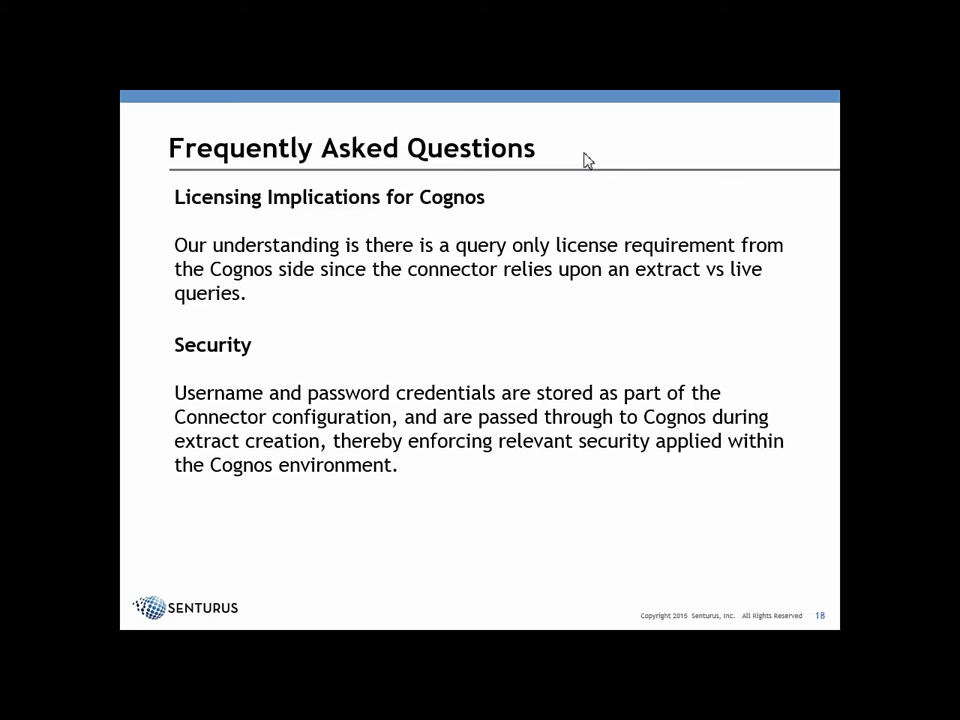 Frequently Asked Questions
Licensing Implications for Cognos
Our understanding is there is a query only license requirement from
the Cognos side since the connector relies upon an extract vs live
queries.
Security
Username and password credentials are stored as part of the
Connector configuration, and are passed through to Cognos during
extract creation, thereby enforcing relevant security applied within
the Cognos environment.
SENTURUS
Copyright 2015 Senturus, Inc. All Rights Reserved 18